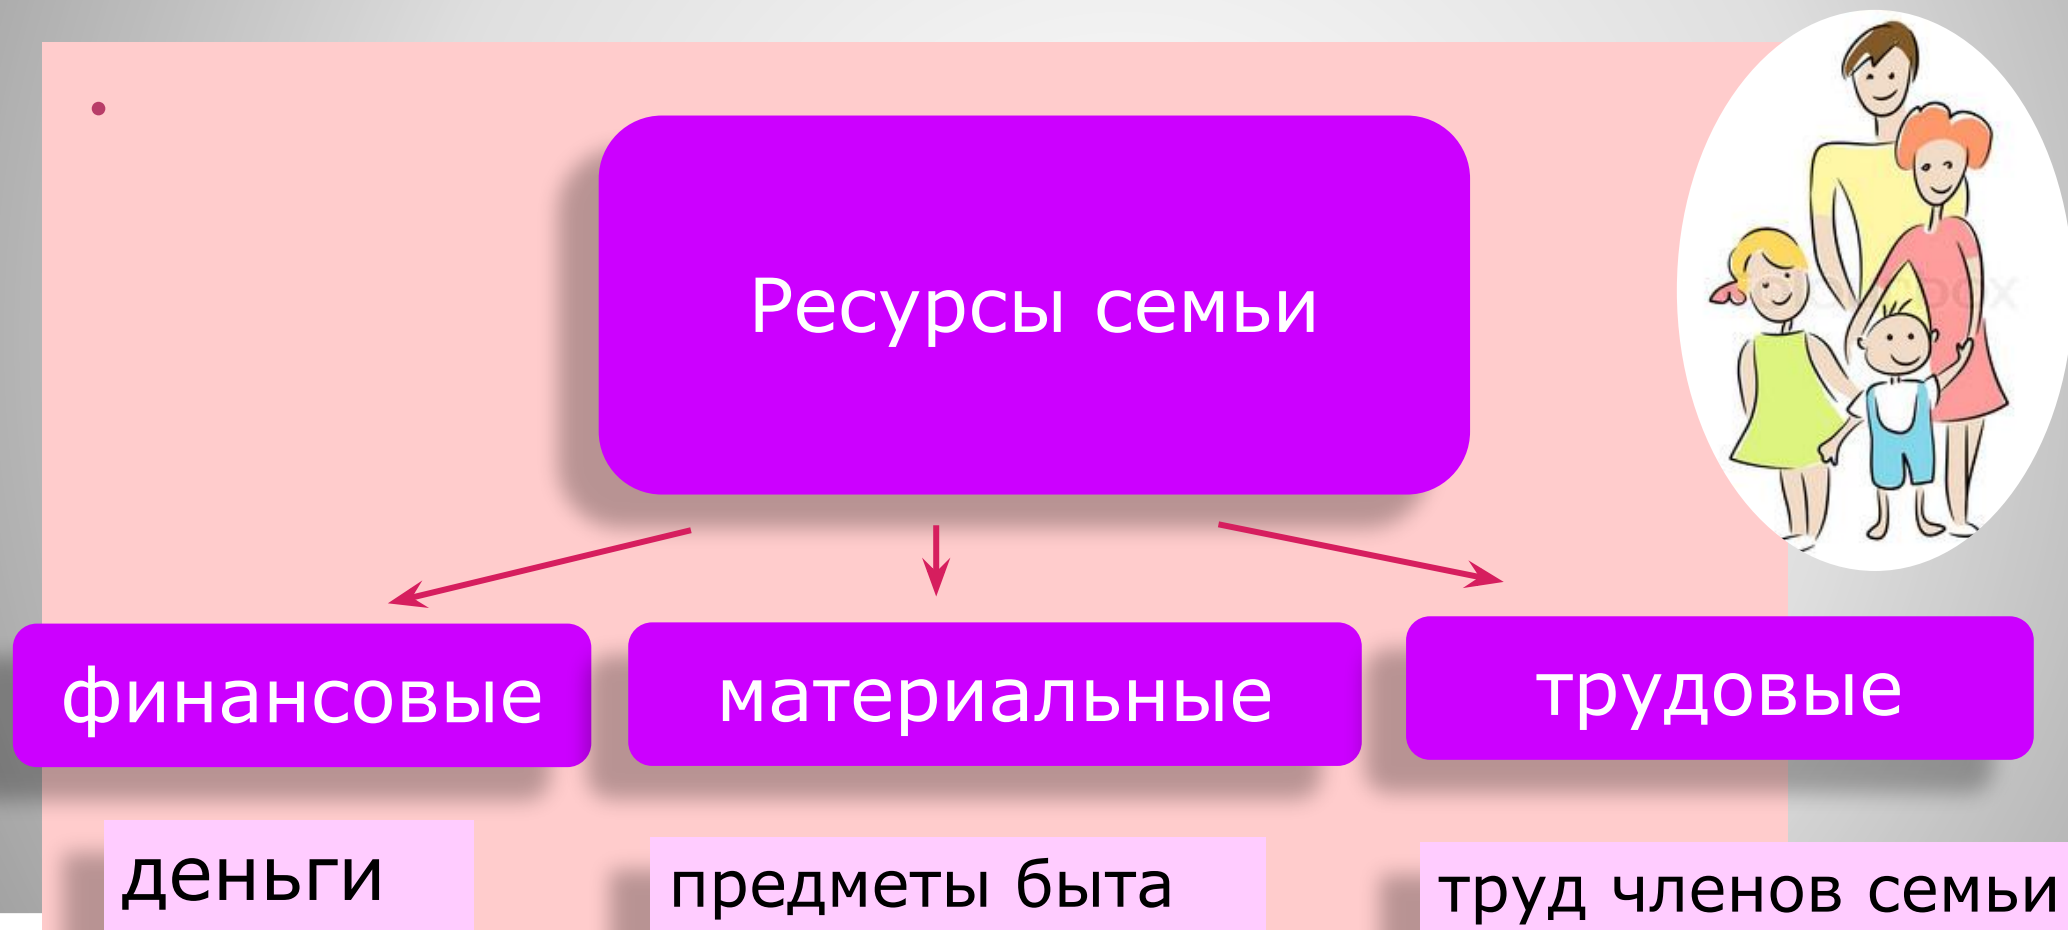 Ресурсы семьи
финансовые
материальные
трудовые
деньги
предметы быта
труд членов семьи